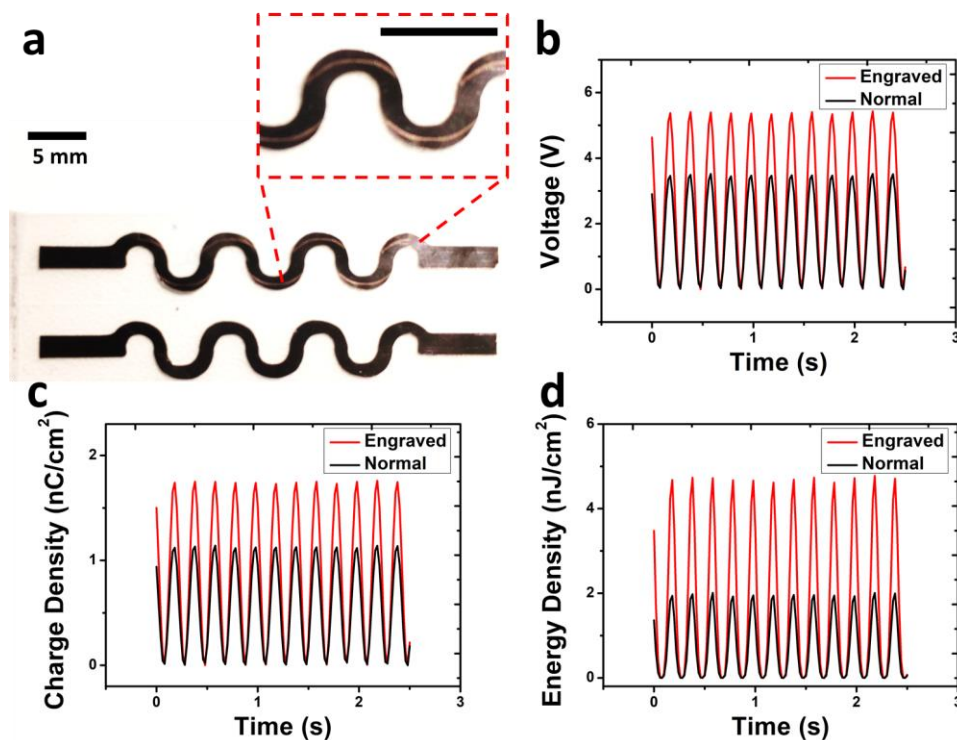 a
5 mm
b
Engraved
Normal
Voltage (V)
6
3
0
0
1
2
3
Time (s)
c
Engraved
Normal
Charge Density (nC/cm²)
2
1
0
0
1
2
3
Time (s)
d
Engraved
Normal
Energy Density (nJ/cm²)
6
4
2
0
0
1
2
3
Time (s)